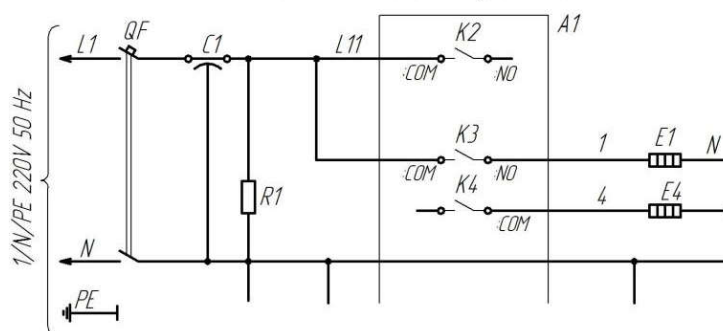 1/N/PE 220V 50 Hz
L1
QF
C1
L11
K2
A1
:COM
:NO
K3
1
E1
N
:COM
:NO
R1
K4
4
E4
:COM
N
PE